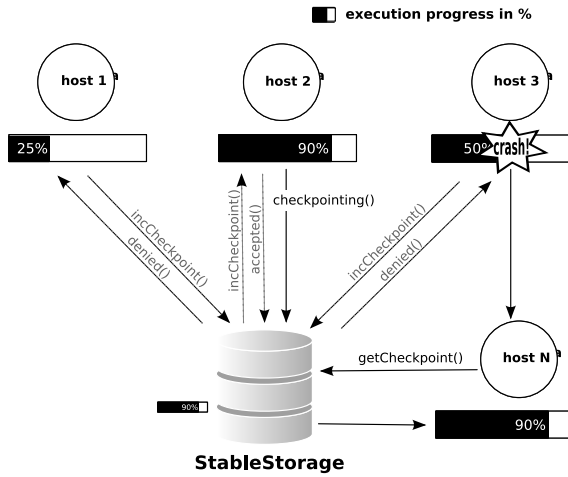 execution progress in %
host 1 a
host 2 a
host 3 a
25%
90%
50%
crash!
checkpointing()
incCheckpoint()
denied()
incCheckpoint()
accepted()
incCheckpoint()
denied()
host N a
getCheckpoint()
90%
90%
StableStorage